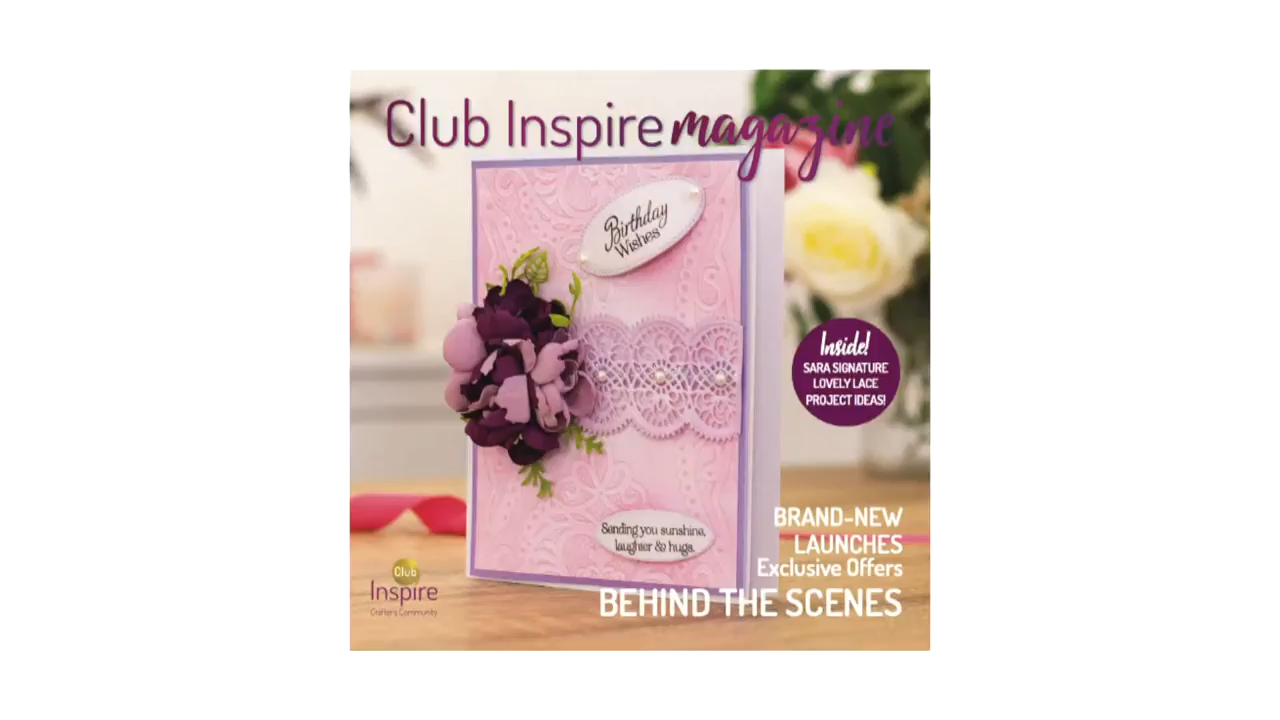 Club Inspire magazine
Birthday
Wishes
Inside!
SARA SIGNATURE
LOVELY LACE
PROJECT IDEAS!
Sending you sunshine,
laughter & hugs.
BRAND-NEW
LAUNCHES
Exclusive Offers
BEHIND THE SCENES
Club
Inspire
Crafters Community